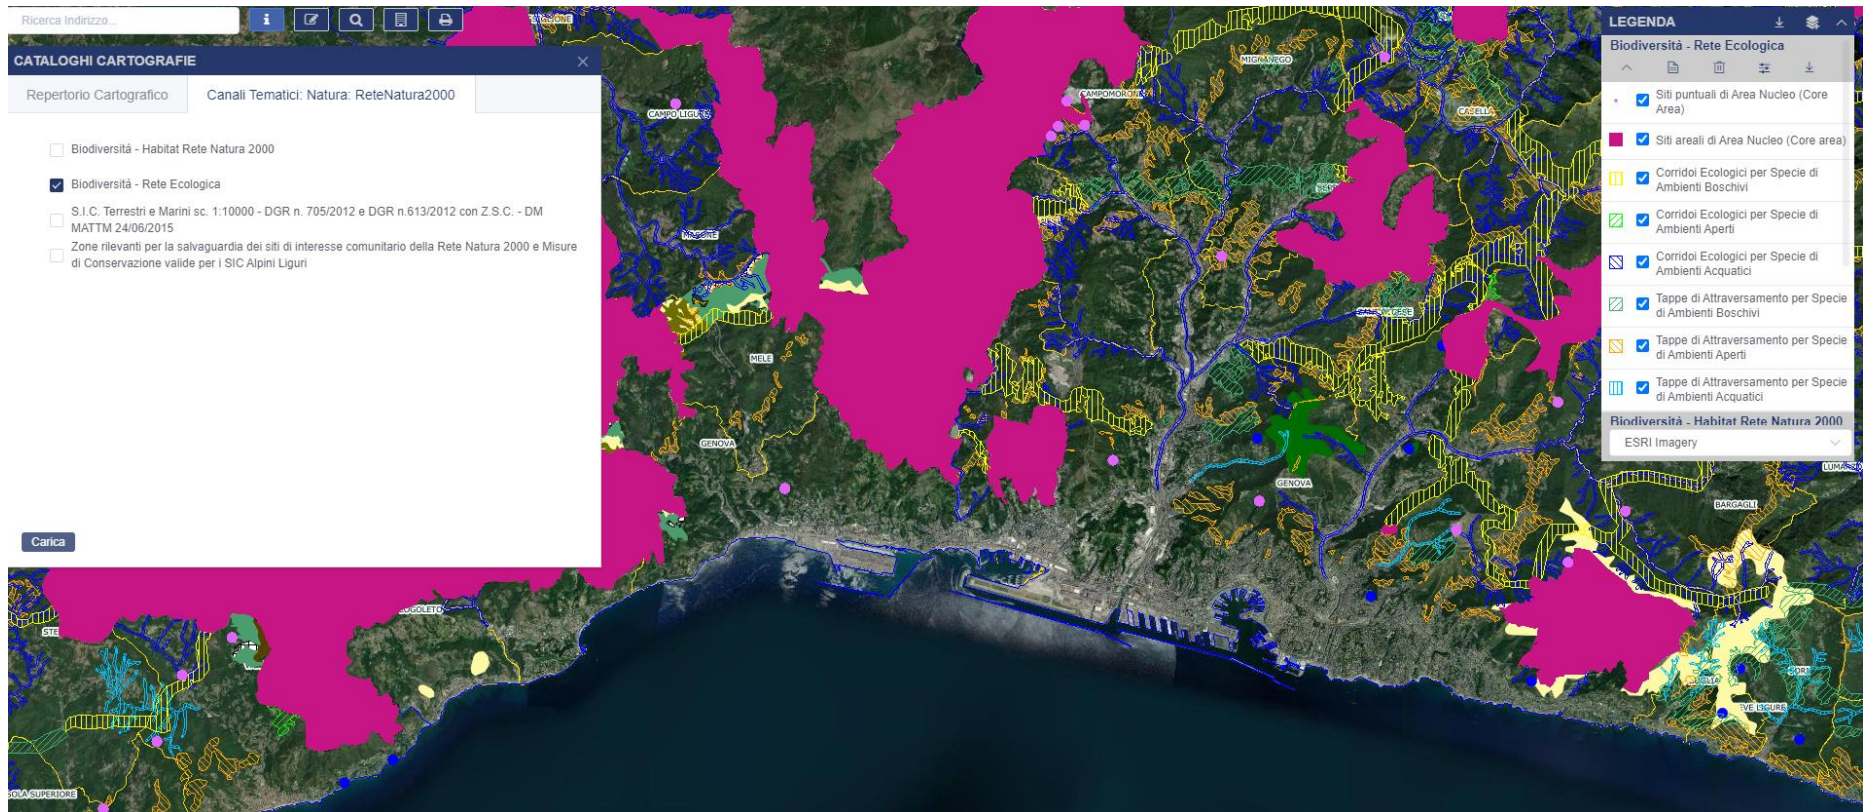 Ricerca Indirizzo...
CATALOGHI CARTOGRAFIE
Repertorio Cartografico
Canali Tematici: Natura: ReteNatura2000
Biodiversità - Habitat Rete Natura 2000
Biodiversità - Rete Ecologica
S.I.C. Terrestri e Marini sc. 1:10000 - DGR n. 705/2012 e DGR n.613/2012 con Z.S.C. - DM
MATTM 24/06/2015
Zone rilevanti per la salvaguardia dei siti di interesse comunitario della Rete Natura 2000 e Misure
di Conservazione valide per i SIC Alpini Liguri
Carica
LEGENDA
Biodiversità - Rete Ecologica
Siti puntuali di Area Nucleo (Core
Area)
Siti areali di Area Nucleo (Core area)
Corridoi Ecologici per Specie di
Ambienti Boschivi
Corridoi Ecologici per Specie di
Ambienti Aperti
Corridoi Ecologici per Specie di
Ambienti Acquatici
Tappe di Attraversamento per Specie
di Ambienti Boschivi
Tappe di Attraversamento per Specie
di Ambienti Aperti
Tappe di Attraversamento per Specie
di Ambienti Acquatici
Biodiversità - Habitat Rete Natura 2000
ESRI Imagery
MIGNANEGO
CAMPOMORONE
CAMPO LIGURE
CASELLA
MASONE
MELE
GENOVA
GENOVA
BARGAGLI
EVE LIGURE
OLA SUPERIORE